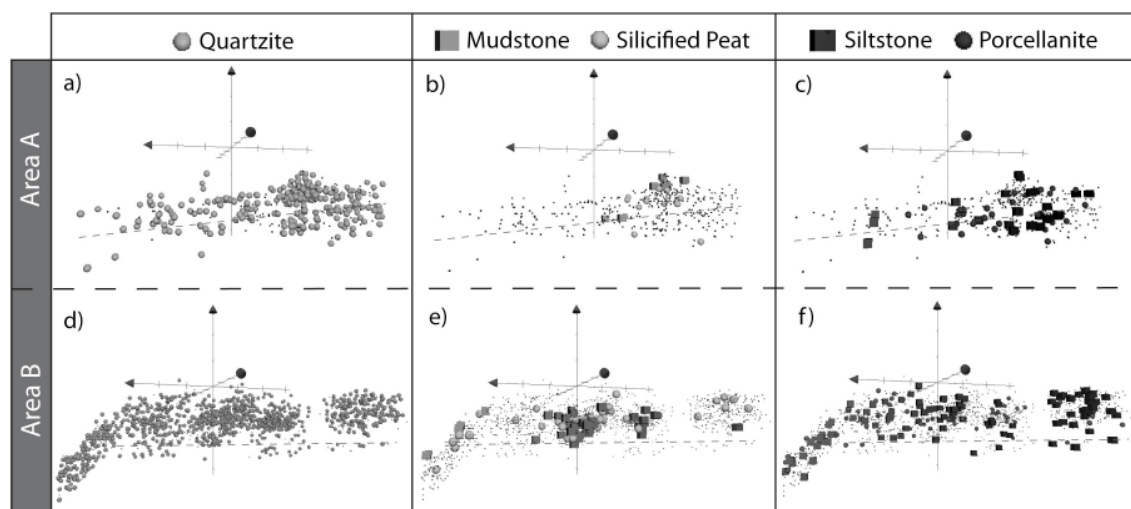 Quartzite
Mudstone Silicified Peat
Siltstone Porcellanite
Area A
a)
b)
c)
Area B
d)
e)
f)